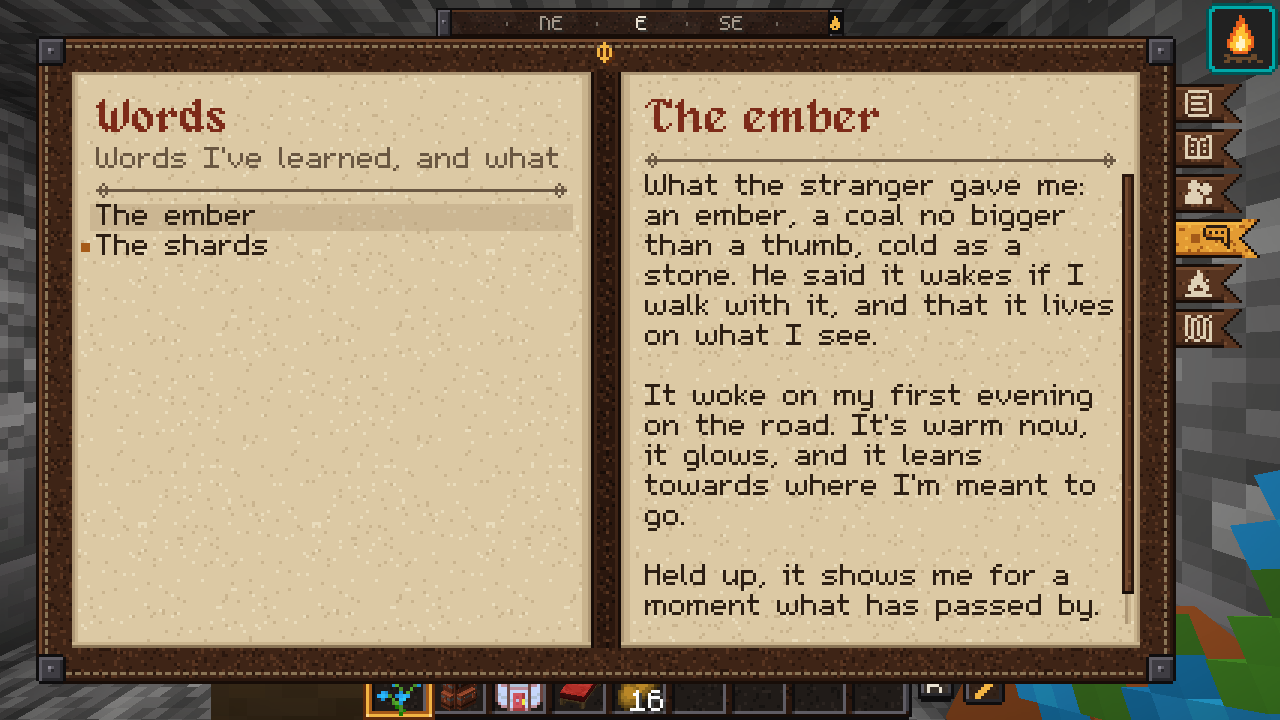 NE E SE
Words
Words I've learned, and what
The ember
The shards
The ember
What the stranger gave me:
an ember, a coal no bigger
than a thumb, cold as a
stone. He said it wakes if I
walk with it, and that it lives
on what I see.
It woke on my first evening
on the road. It's warm now,
it glows, and it leans
towards where I'm meant to
go.
Held up, it shows me for a
moment what has passed by.
16